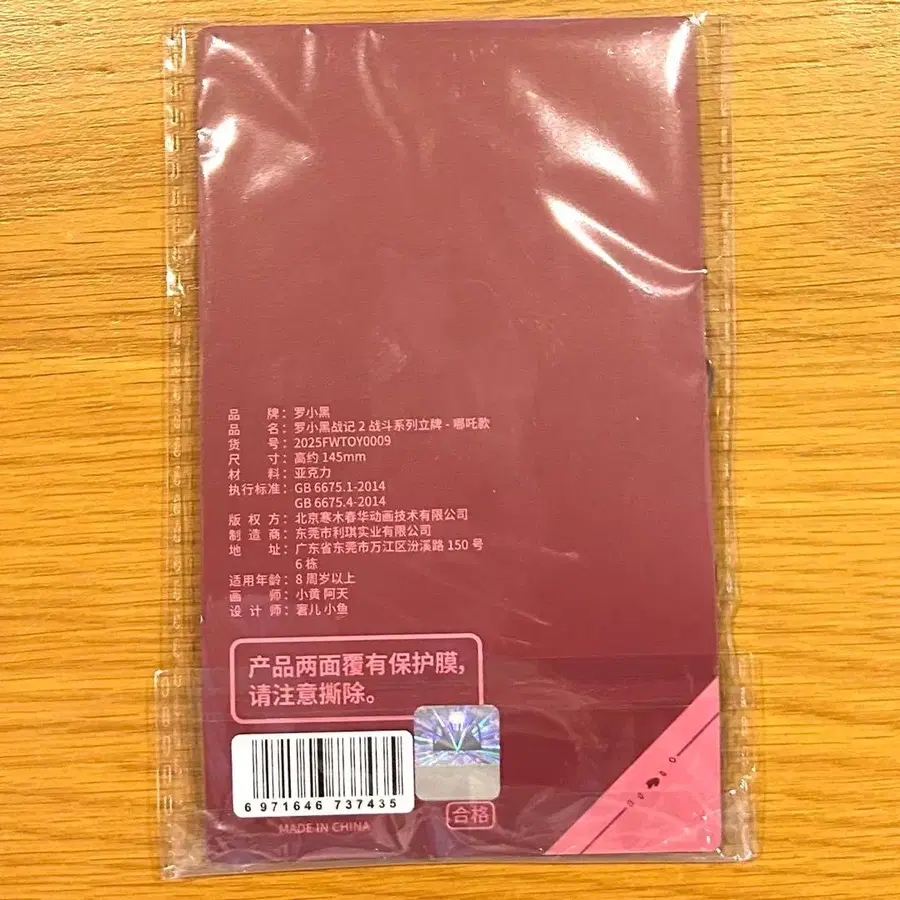 品牌：罗小黑
品名：罗小黑战记 2 战斗系列立牌 - 哪吒款
货号：2025FWTOY0009
尺寸：高约 145mm
材料：亚克力
执行标准：GB 6675.1-2014
GB 6675.4-2014
版权方：北京寒木春华动画技术有限公司
制造商：东莞市利琪实业有限公司
地址：广东省东莞市万江区汾溪路 150 号
6 栋
适用年龄：8 周岁以上
画师：小黄 阿天
设计师：窨儿 小鱼
产品两面覆有保护膜,
请注意撕除。
6 971646 737435
合格
MADE IN CHINA